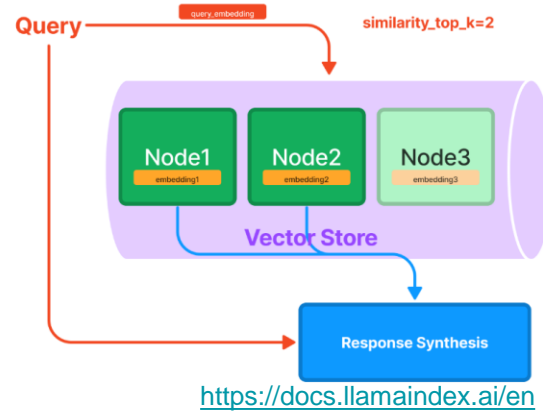 query_embedding
Query
similarity_top_k=2
Node1
Node2
Node3
embedding1
embedding2
embedding3
Vector Store
Response Synthesis
https://docs.llamaindex.ai/en